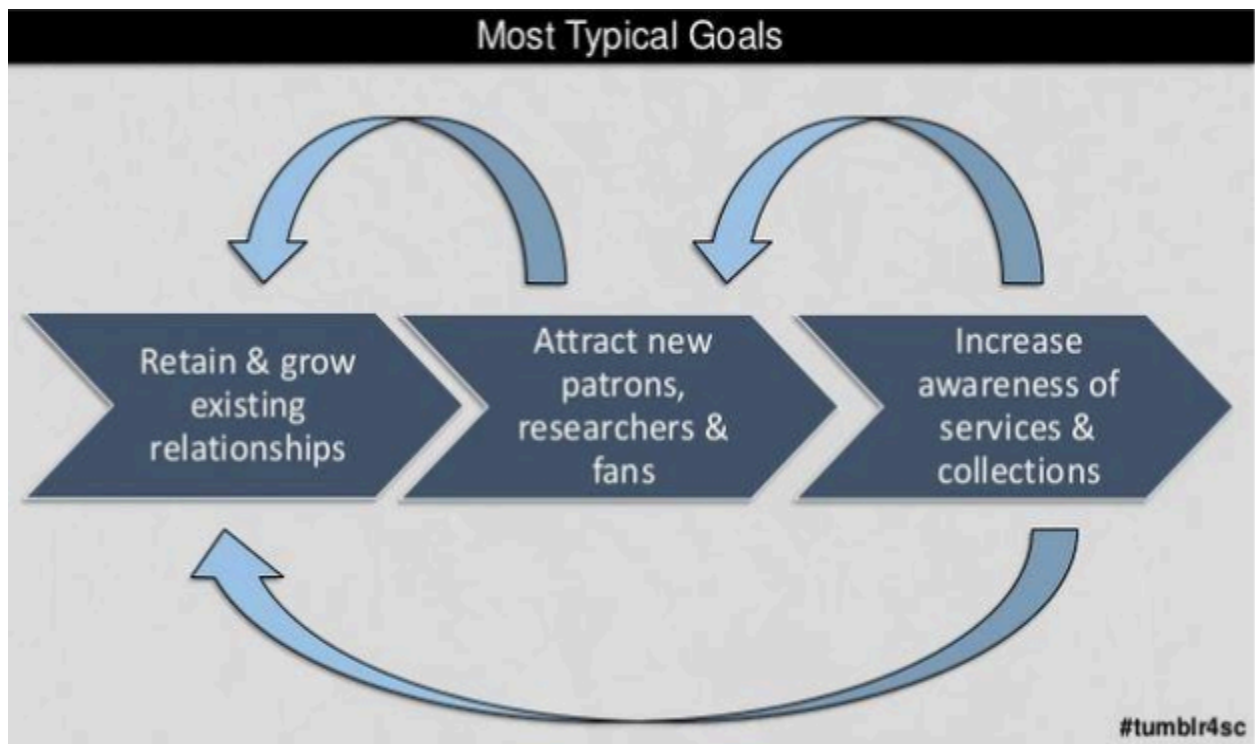 Most Typical Goals
Retain & grow
existing
relationships
Attract new
patrons,
researchers &
fans
Increase
awareness of
services &
collections
#tumblr4sc